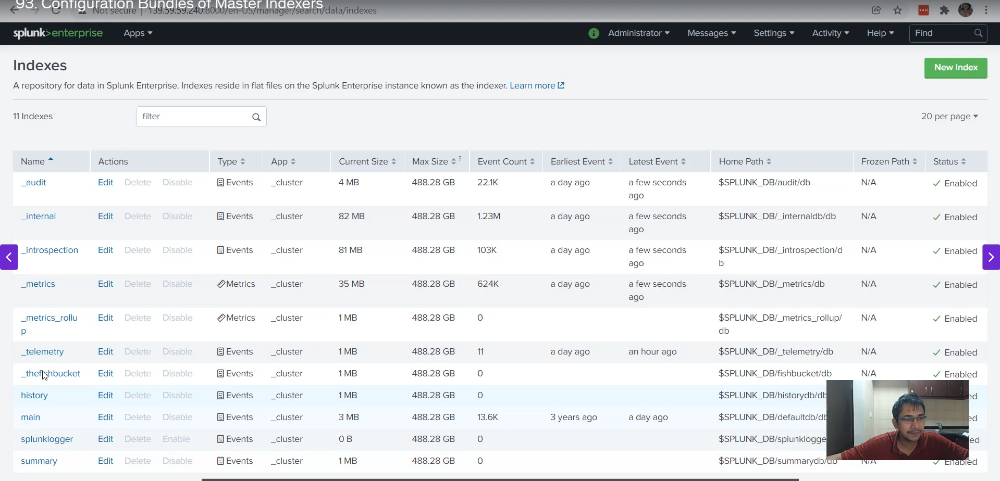 93. Configuration Bundles of Master Indexers
Not secure | 139.59.59.240:8000/en-US/manager/search/data/indexes
splunk>enterprise Apps Administrator Messages Settings Activity Help Find
Indexes
New Index
A repository for data in Splunk Enterprise. Indexes reside in flat files on the Splunk Enterprise instance known as the indexer. Learn more
11 Indexes filter 20 per page
Name Actions Type App Current Size Max Size ? Event Count Earliest Event Latest Event Home Path Frozen Path Status
_audit Edit Delete Disable Events _cluster 4 MB 488.28 GB 22.1K a day ago a few seconds $SPLUNK_DB/audit/db N/A Enabled
ago
_internal Edit Delete Disable Events _cluster 82 MB 488.28 GB 1.23M a day ago a few seconds $SPLUNK_DB/_internaldb/db N/A Enabled
ago
_introspection Edit Delete Disable Events _cluster 81 MB 488.28 GB 103K a day ago a few seconds $SPLUNK_DB/_introspection/d N/A Enabled
ago b
_metrics Edit Delete Disable Metrics _cluster 35 MB 488.28 GB 624K a day ago a few seconds $SPLUNK_DB/_metrics/db N/A Enabled
ago
_metrics_rollu Edit Delete Disable Metrics _cluster 1 MB 488.28 GB 0 $SPLUNK_DB/_metrics_rollup/ N/A Enabled
p db
_telemetry Edit Delete Disable Events _cluster 1 MB 488.28 GB 11 a day ago an hour ago $SPLUNK_DB/_telemetry/db N/A Enabled
_thefishbucket Edit Delete Disable Events _cluster 1 MB 488.28 GB 0 $SPLUNK_DB/fishbucket/db N/A Enabled
history Edit Delete Disable Events _cluster 1 MB 488.28 GB 0 $SPLUNK_DB/historydb/db ed
main Edit Delete Disable Events _cluster 3 MB 488.28 GB 13.6K 3 years ago a day ago $SPLUNK_DB/defaultdb/db ed
splunklogger Edit Delete Enable Events _cluster 0 B 488.28 GB 0 $SPLUNK_DB/splunklogge ed
summary Edit Delete Disable Events _cluster 1 MB 488.28 GB 0 $SPLUNK_DB/summarydb/db N/A Enabled